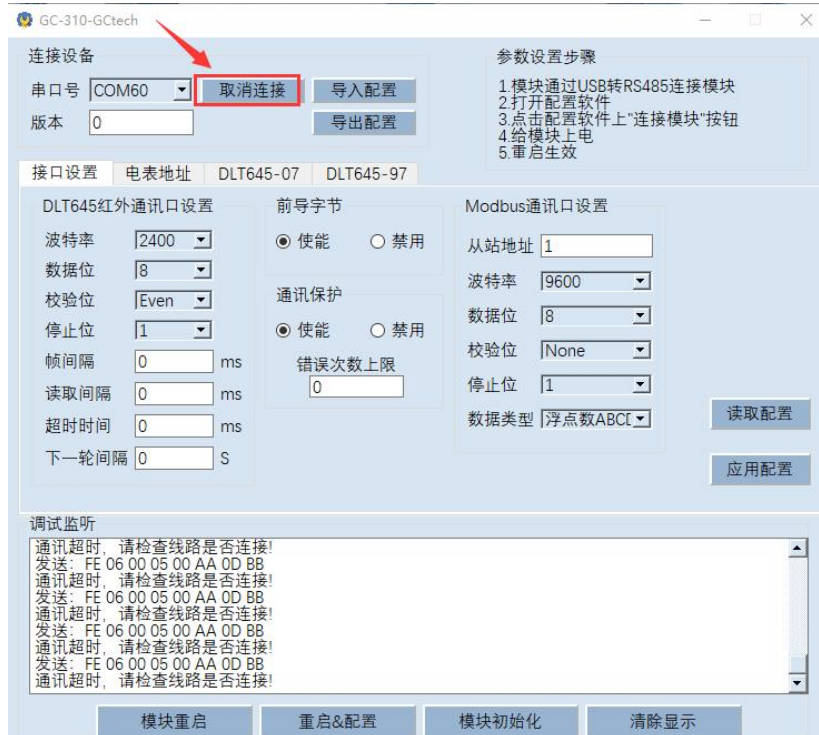 GC-310-GCtech
连接设备
串口号 COM60 取消连接 导入配置
版本 0 导出配置
参数设置步骤
1.模块通过USB转RS485连接模块
2.打开配置软件
3.点击配置软件上"连接模块"按钮
4.给模块上电
5.重启生效
接口设置 电表地址 DLT645-07 DLT645-97
DLT645红外通讯口设置
波特率 2400
数据位 8
校验位 Even
停止位 1
帧间隔 0 ms
读取间隔 0 ms
超时时间 0 ms
下一轮间隔 0 S
前导字节
使能 禁用
通讯保护
使能 禁用
错误次数上限
0
Modbus通讯口设置
从站地址 1
波特率 9600
数据位 8
校验位 None
停止位 1
数据类型 浮点数ABC
读取配置
应用配置
调试监听
通讯超时，请检查线路是否连接!
发送：FE 06 00 05 00 AA 0D BB
通讯超时，请检查线路是否连接!
发送：FE 06 00 05 00 AA 0D BB
通讯超时，请检查线路是否连接!
发送：FE 06 00 05 00 AA 0D BB
通讯超时，请检查线路是否连接!
发送：FE 06 00 05 00 AA 0D BB
通讯超时，请检查线路是否连接!
模块重启 重启&配置 模块初始化 清除显示